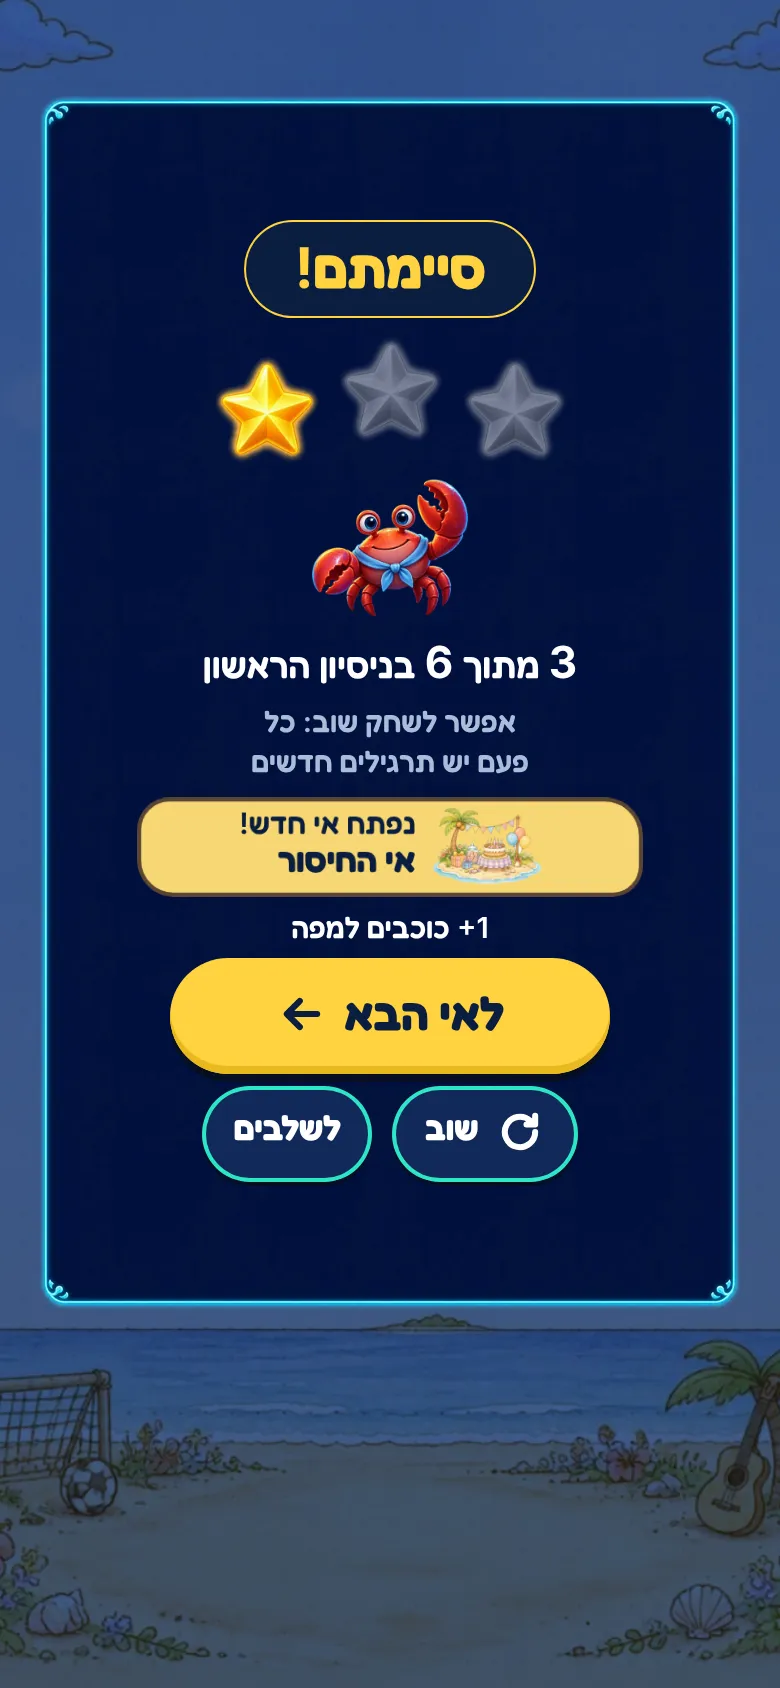 סיימתם!
3 מתוך 6 בניסיון הראשון
אפשר לשחק שוב: כל
פעם יש תרגילים חדשים
נפתח אי חדש!
אי החיסור
+1 כוכבים למפה
לאי הבא ←
שוב
לשלבים